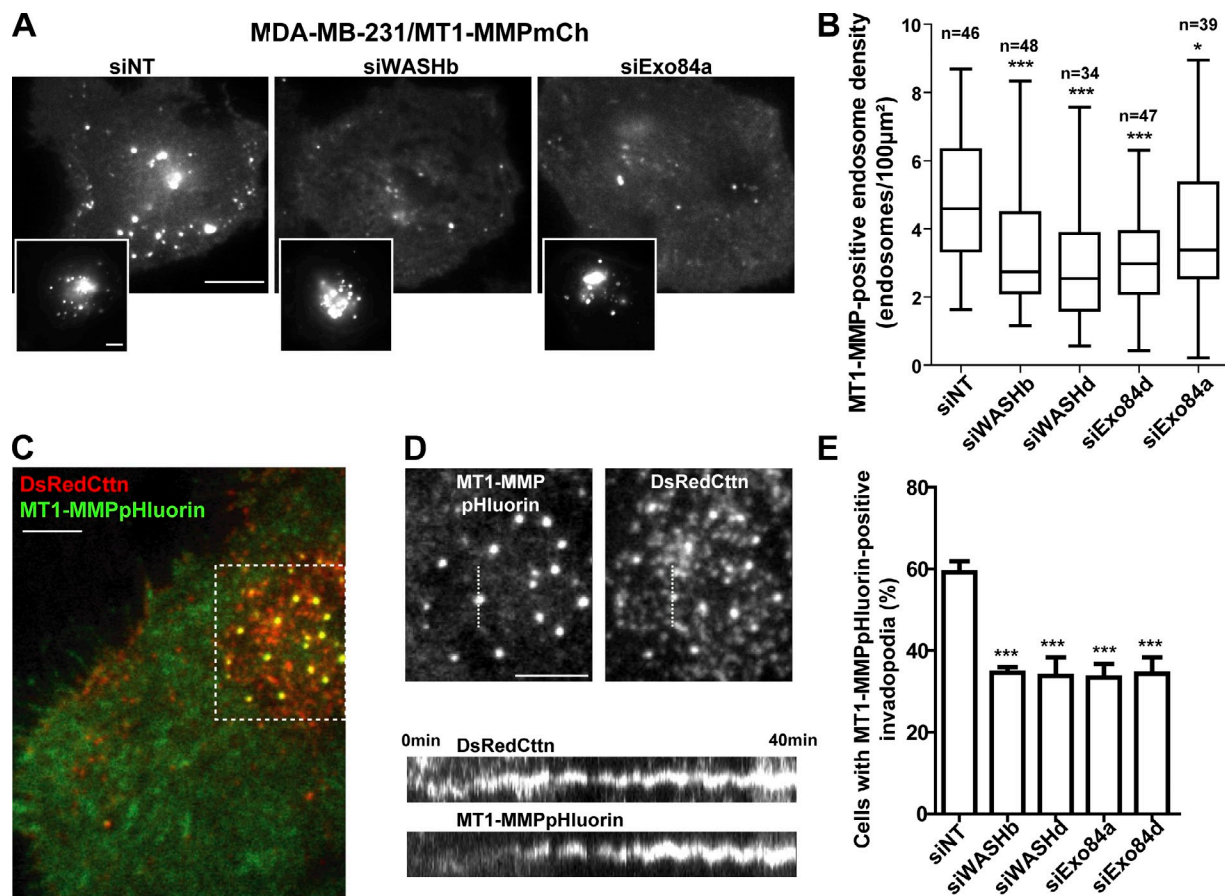 A
MDA-MB-231/MT1-MMPmCh
siNT
siWASHb
siExo84a
B
MT1-MMP-positive endosome density
(endosomes/100µm²)
10
8
6
4
2
0
n=46
n=48
***
n=34
***
n=47
***
n=39
*
siNT
siWASHb
siWASHd
siExo84d
siExo84a
C
DsRedCttn
MT1-MMPpHluorin
D
MT1-MMP
pHluorin
DsRedCttn
0min
40min
DsRedCttn
MT1-MMPpHluorin
E
Cells with MT1-MMPpHluorin-positive
invadopodia (%)
80
60
40
20
0
***
***
***
***
siNT
siWASHb
siWASHd
siExo84a
siExo84d